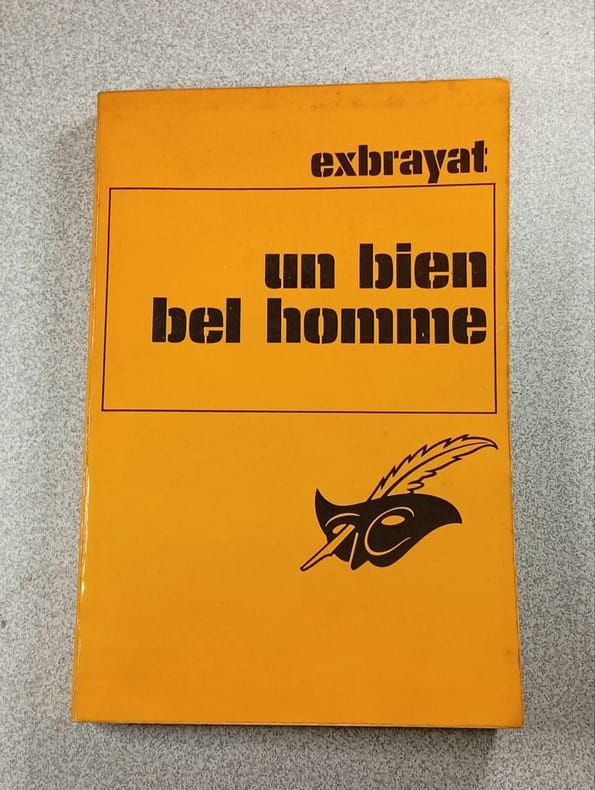 exbrayat
un bien
bel homme